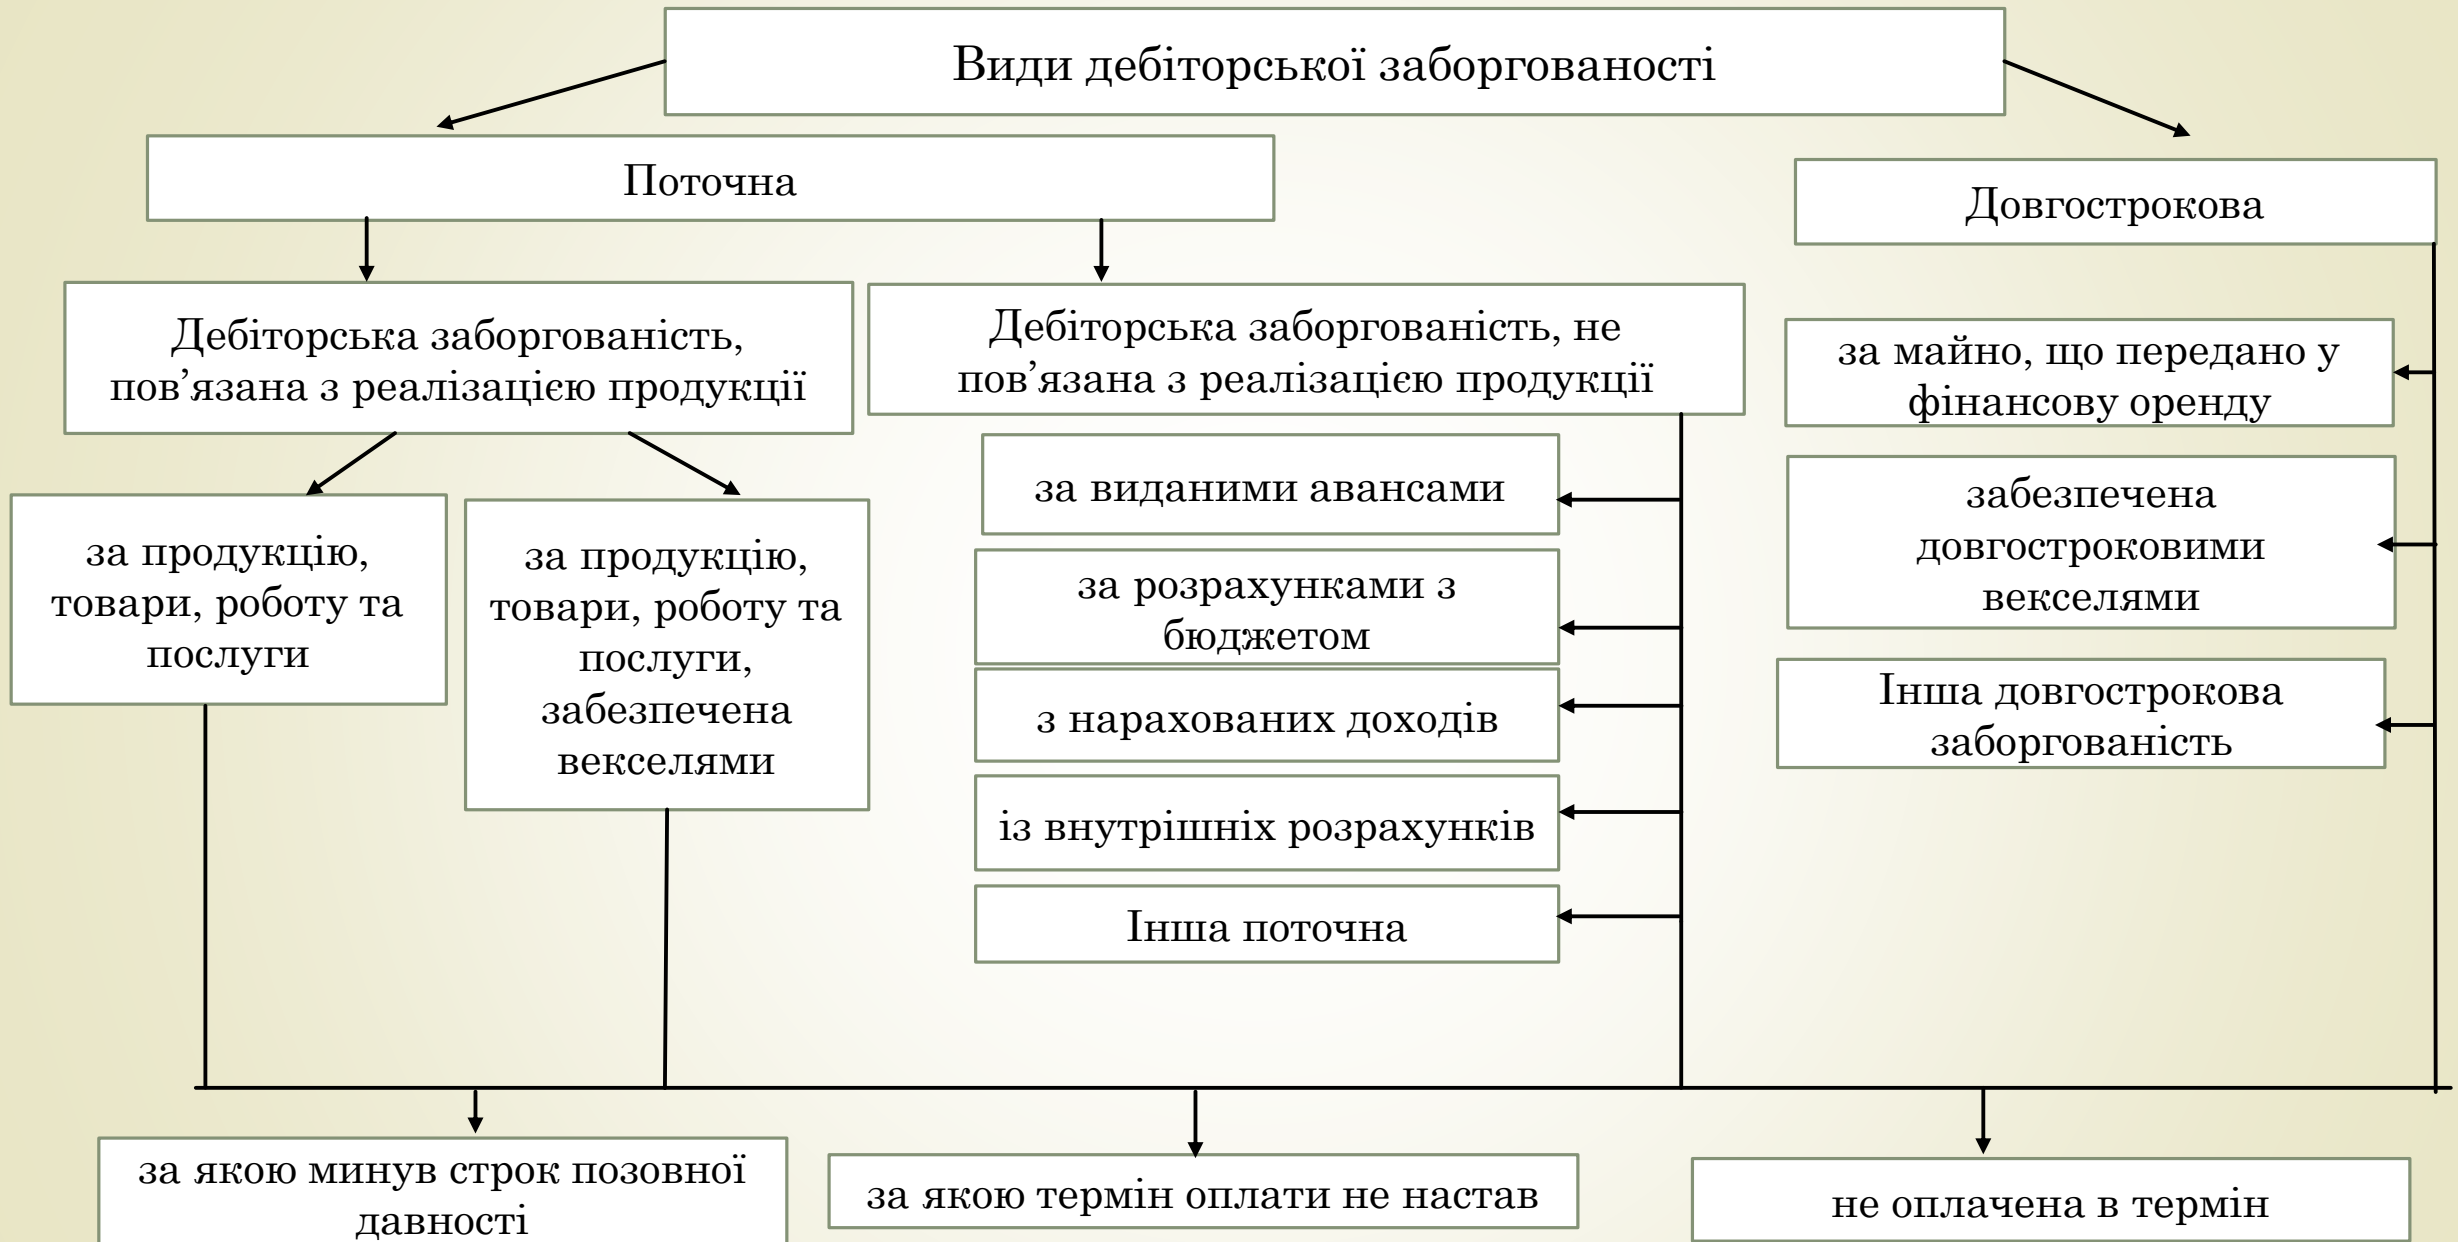 Види дебіторської заборгованості
Поточна
Довгострокова
Дебіторська заборгованість,
пов’язана з реалізацією продукції
Дебіторська заборгованість, не
пов’язана з реалізацією продукції
за продукцію,
товари, роботу та
послуги
за продукцію,
товари, роботу та
послуги,
забезпечена
векселями
за виданими авансами
за розрахунками з
бюджетом
з нарахованих доходів
із внутрішніх розрахунків
Інша поточна
за майно, що передано у
фінансову оренду
забезпечена
довгостроковими
векселями
Інша довгострокова
заборгованість
за якою минув строк позовної
давності
за якою термін оплати не настав
не оплачена в термін